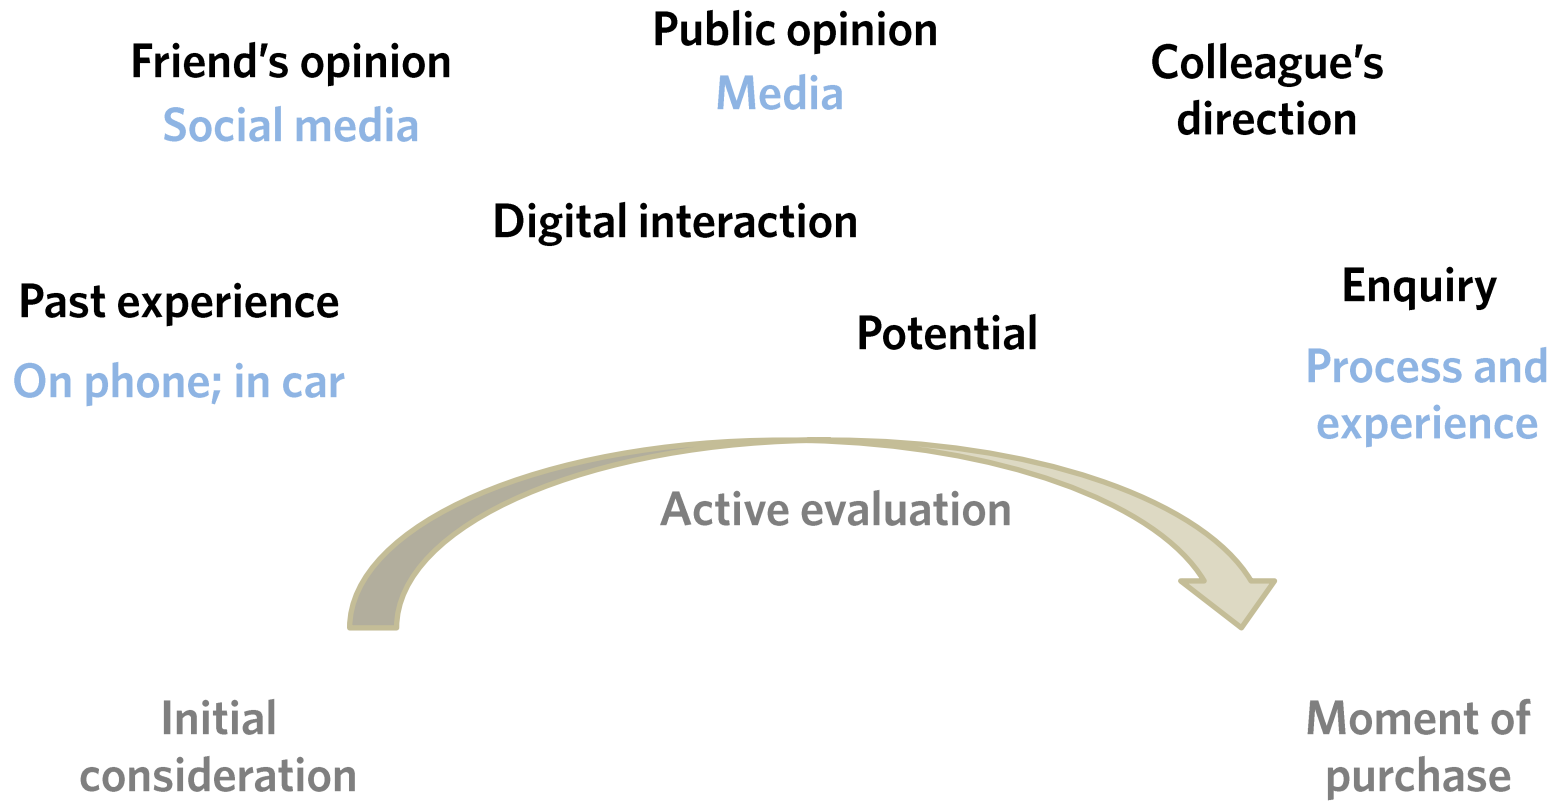 Friend’s opinion
Social media
Public opinion
Media
Colleague’s
direction
Digital interaction
Past experience
On phone; in car
Potential
Enquiry
Process and
experience
Active evaluation
Initial
consideration
Moment of
purchase